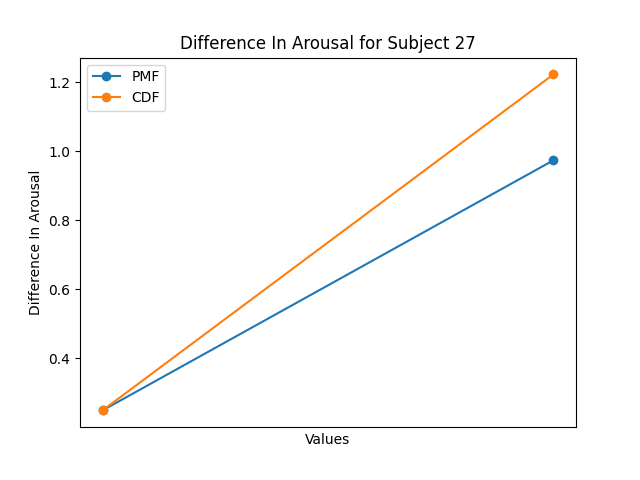 Difference In Arousal for Subject 27
PMF
CDF
1.2
1.0
0.8
0.6
0.4
Difference In Arousal
Values